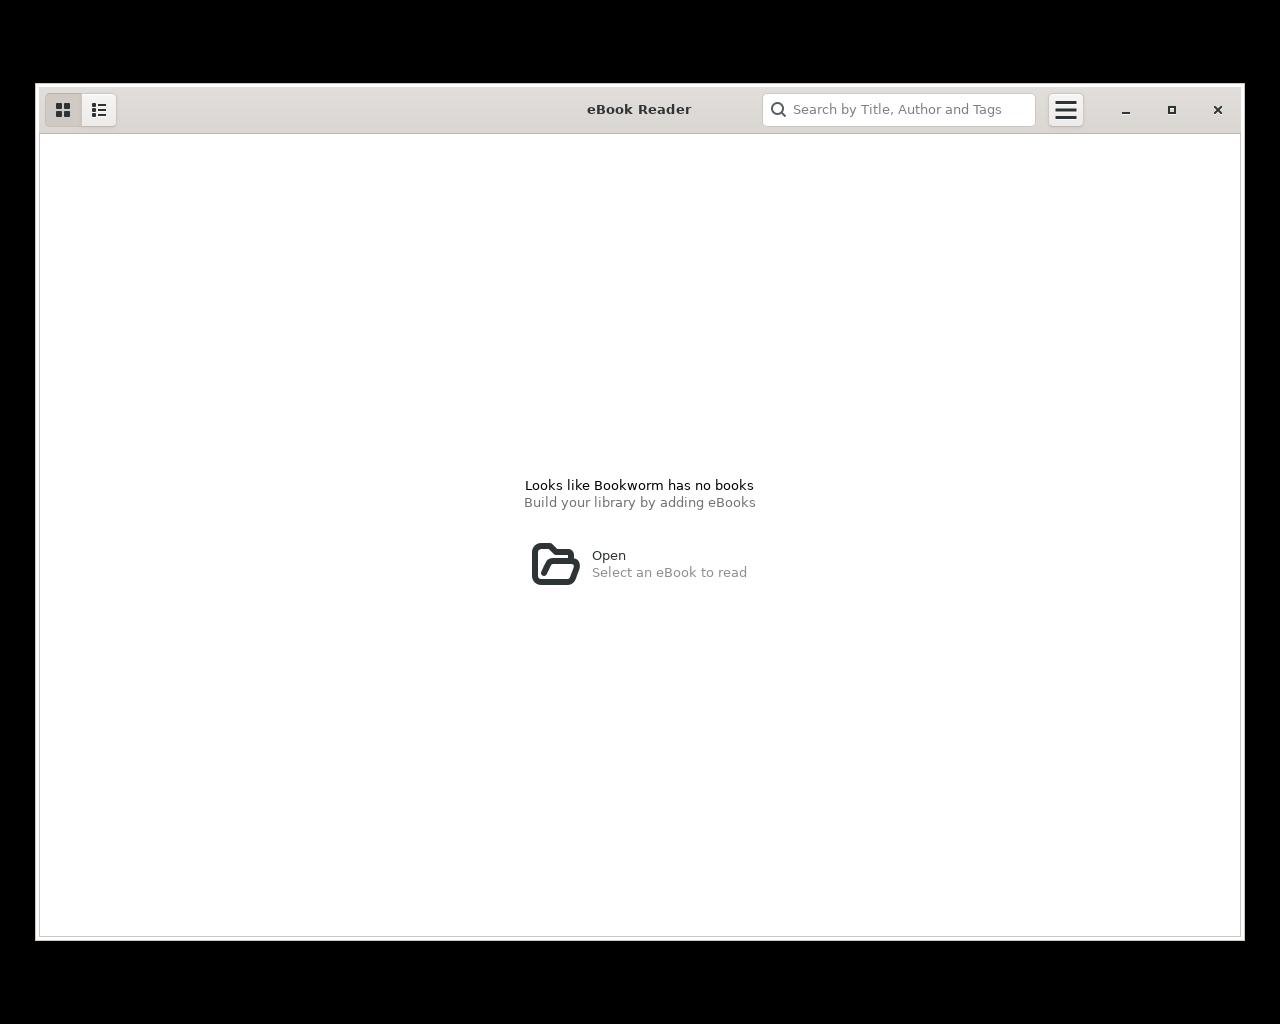 eBook Reader
Search by Title, Author and Tags
Looks like Bookworm has no books
Build your library by adding eBooks
Open
Select an eBook to read